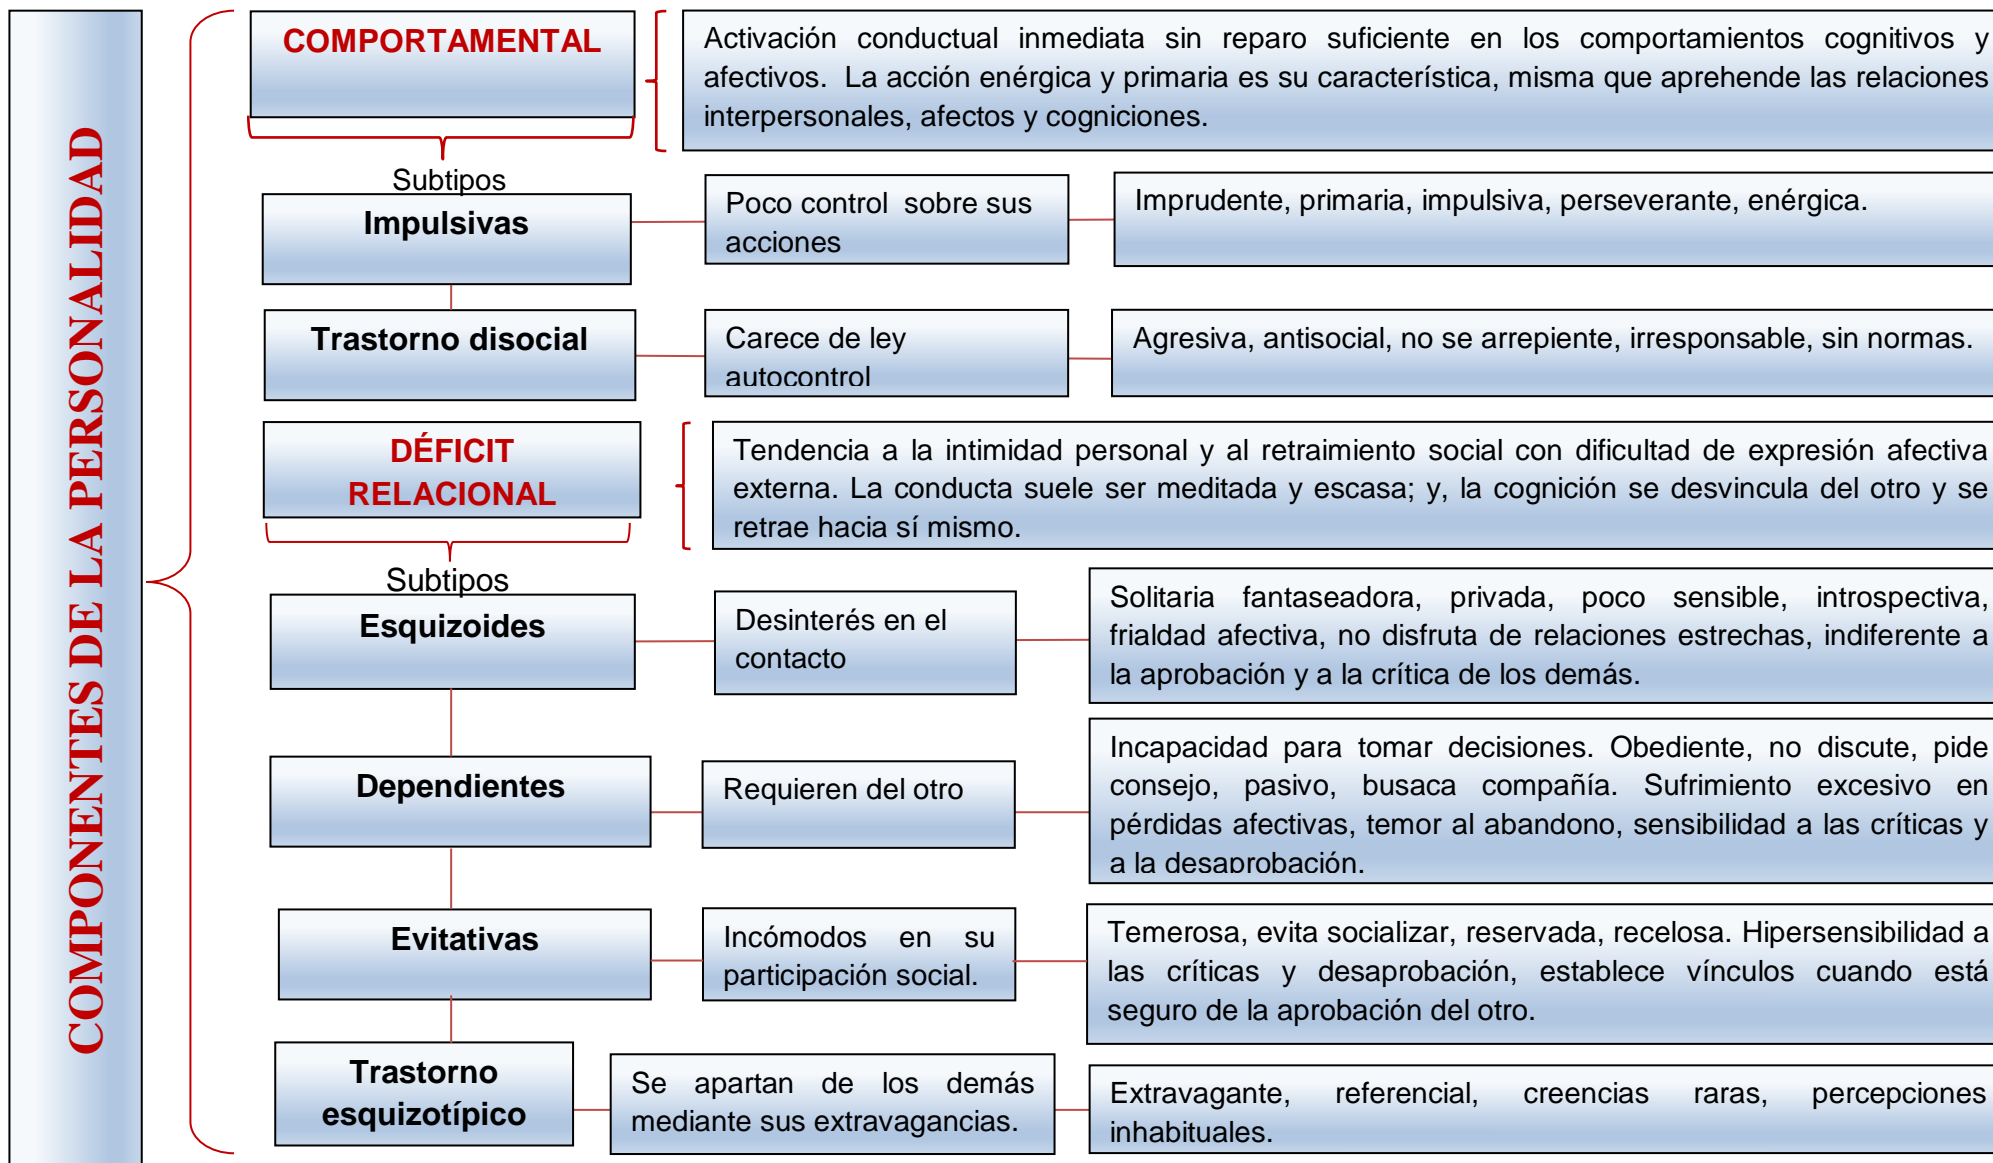 COMPONENTES DE LA PERSONALIDAD
COMPORTAMENTAL
Activación conductual inmediata sin reparo suficiente en los comportamientos cognitivos y
afectivos. La acción enérgica y primaria es su característica, misma que aprehende las relaciones
interpersonales, afectos y cogniciones.
Subtipos
Impulsivas
Poco control sobre sus
acciones
Imprudente, primaria, impulsiva, perseverante, enérgica.
Trastorno disocial
Carece de ley
autocontrol
Agresiva, antisocial, no se arrepiente, irresponsable, sin normas.
DÉFICIT
RELACIONAL
Tendencia a la intimidad personal y al retraimiento social con dificultad de expresión afectiva
externa. La conducta suele ser meditada y escasa; y, la cognición se desvincula del otro y se
retrae hacia sí mismo.
Subtipos
Esquizoides
Desinterés en el
contacto
Solitaria fantaseadora, privada, poco sensible, introspectiva,
frialdad afectiva, no disfruta de relaciones estrechas, indiferente a
la aprobación y a la crítica de los demás.
Dependientes
Requieren del otro
Incapacidad para tomar decisiones. Obediente, no discute, pide
consejo, pasivo, busaca compañía. Sufrimiento excesivo en
pérdidas afectivas, temor al abandono, sensibilidad a las críticas y
a la desaprobación.
Evitativas
Incómodos en su
participación social.
Temerosa, evita socializar, reservada, recelosa. Hipersensibilidad a
las críticas y desaprobación, establece vínculos cuando está
seguro de la aprobación del otro.
Trastorno
esquizotípico
Se apartan de los demás
mediante sus extravagancias.
Extravagante, referencial, creencias raras, percepciones
inhabituales.